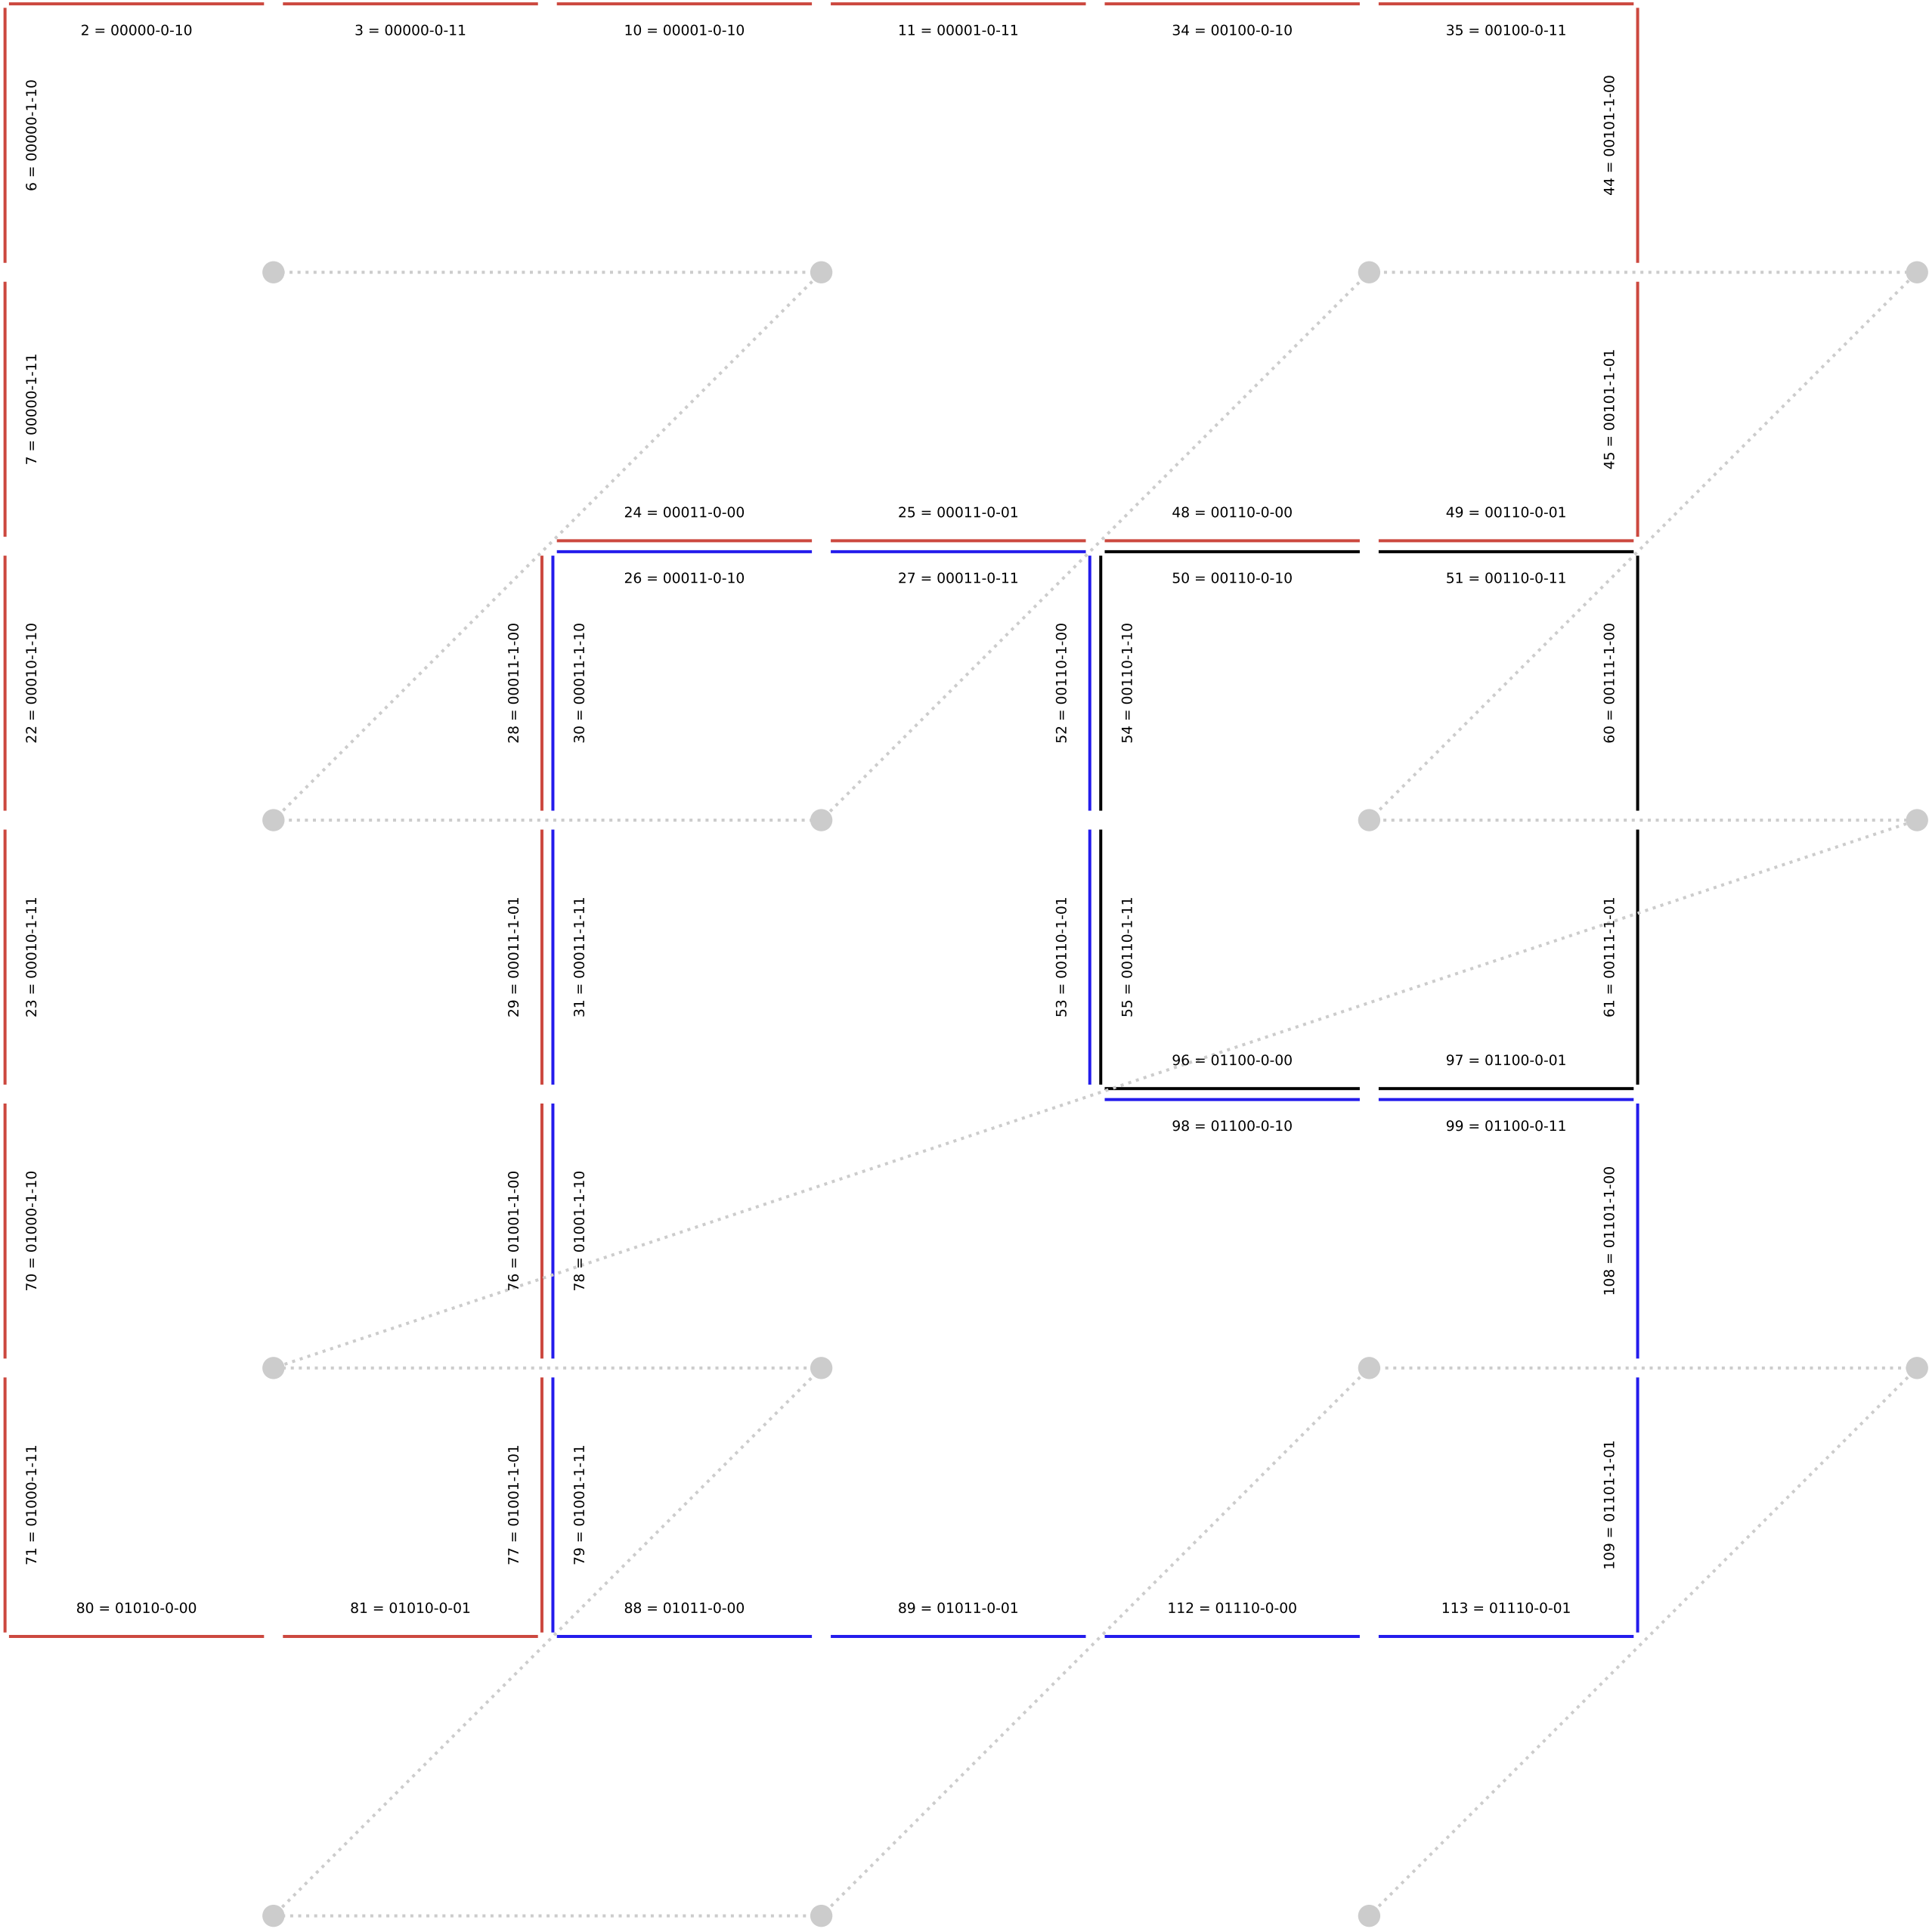 2 = 00000-0-10
3 = 00000-0-11
10 = 00001-0-10
11 = 00001-0-11
34 = 00100-0-10
35 = 00100-0-11
6 = 00000-1-10
44 = 00101-1-00
7 = 00000-1-11
45 = 00101-1-01
24 = 00011-0-00
25 = 00011-0-01
48 = 00110-0-00
49 = 00110-0-01
26 = 00011-0-10
27 = 00011-0-11
50 = 00110-0-10
51 = 00110-0-11
22 = 00010-1-10
28 = 00011-1-00
30 = 00011-1-10
52 = 00110-1-00
54 = 00110-1-10
60 = 00111-1-00
23 = 00010-1-11
29 = 00011-1-01
31 = 00011-1-11
53 = 00110-1-01
55 = 00110-1-11
61 = 00111-1-01
96 = 01100-0-00
97 = 01100-0-01
98 = 01100-0-10
99 = 01100-0-11
70 = 01000-1-10
76 = 01001-1-00
78 = 01001-1-10
108 = 01101-1-00
71 = 01000-1-11
77 = 01001-1-01
79 = 01001-1-11
109 = 01101-1-01
80 = 01010-0-00
81 = 01010-0-01
88 = 01011-0-00
89 = 01011-0-01
112 = 01110-0-00
113 = 01110-0-01